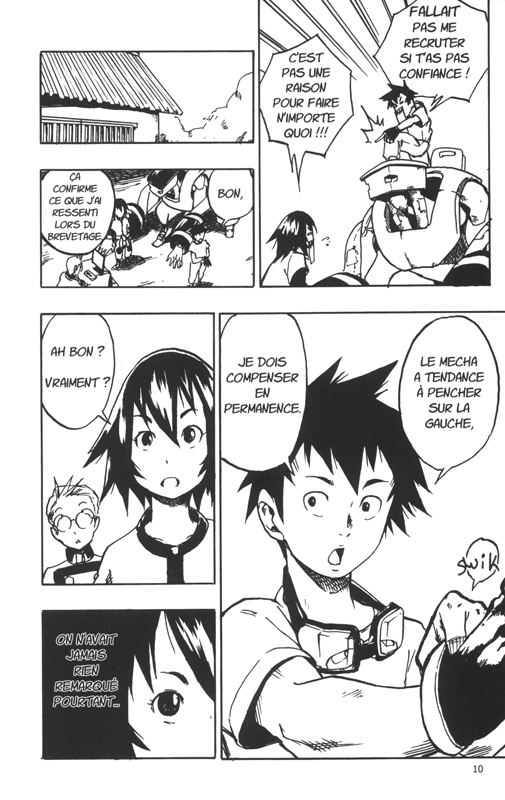 FALLAIT
PAS ME
RECRUTER
SI T'AS PAS
CONFIANCE !
C'EST
PAS UNE
RAISON
POUR FAIRE
N'IMPORTE
QUOI !!!
BON,
ÇA
CONFIRME
CE QUE J'AI
RESSENTI
LORS DU
BREVETAGE.
LE MECHA
A TENDANCE
À PENCHER
SUR LA
GAUCHE,
JE DOIS
COMPENSER
EN
PERMANENCE.
SWIK
AH BON ?
VRAIMENT ?
ON N'AVAIT
JAMAIS
RIEN
REMARQUÉ
POURTANT...
10